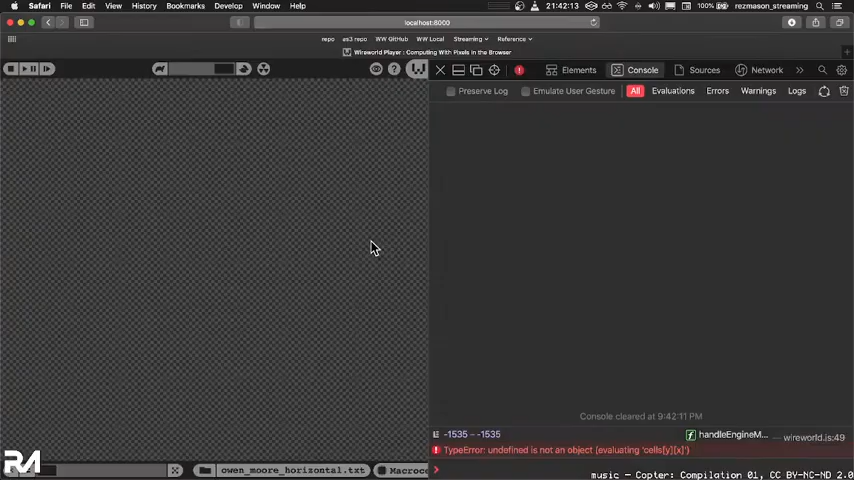 Safari File Edit View History Bookmarks Develop Window Help 100% 21:42:13 rezmason_streaming
localhost:8000
repo as3 repo WW GitHub WW Local Streaming Reference
Wireworld Player : Computing With Pixels in the Browser
Elements Console Sources Network
Preserve Log Emulate User Gesture All Evaluations Errors Warnings Logs
Console cleared at 9:42:11 PM
-1535 – -1535 handleEngineM... wireworld.js:49
TypeError: undefined is not an object (evaluating 'cells[y][x]')
owen_moore_horizontal.txt Macroce
RM
music - Copter: Compilation 01, CC BY-NC-ND 2.0